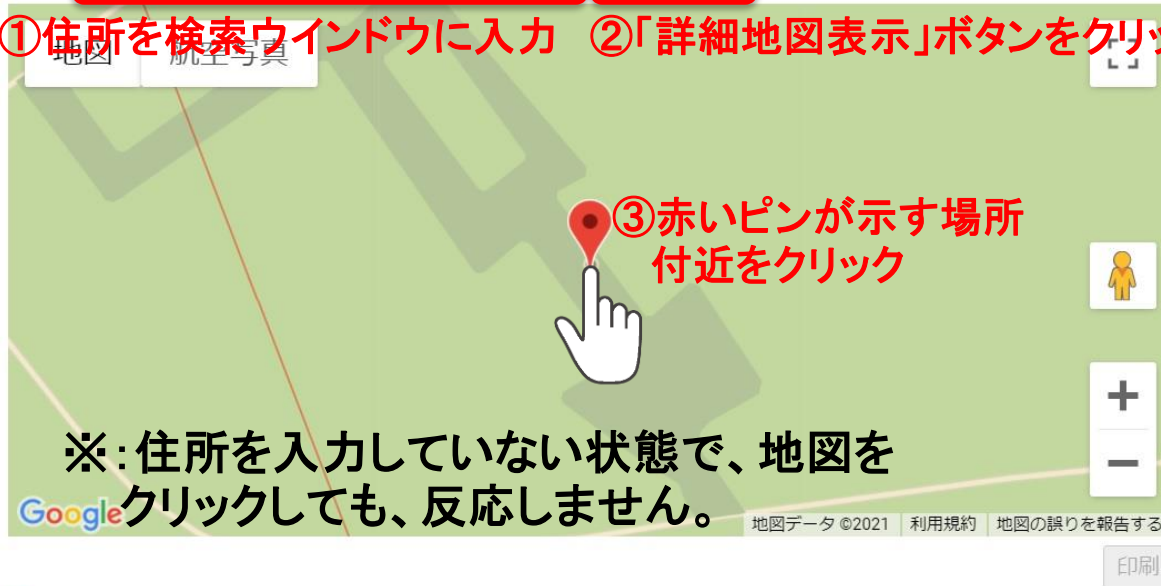 ①住所を検索ウインドウに入力　②「詳細地図表示」ボタンをクリッ
地図　航空写真
③赤いピンが示す場所
付近をクリック
※：住所を入力していない状態で、地図を
クリックしても、反応しません。
Google
地図データ ©2021　利用規約　地図の誤りを報告する
印刷